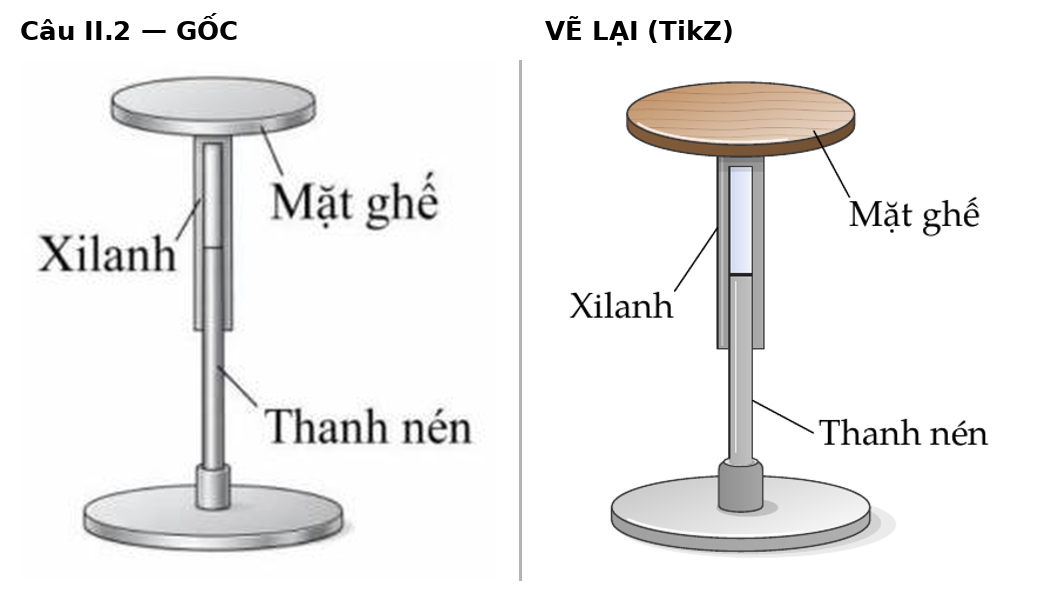 Câu II.2 — GỐC
Mặt ghế
Xilanh
Thanh nén
VẼ LẠI (TikZ)
Mặt ghế
Xilanh
Thanh nén